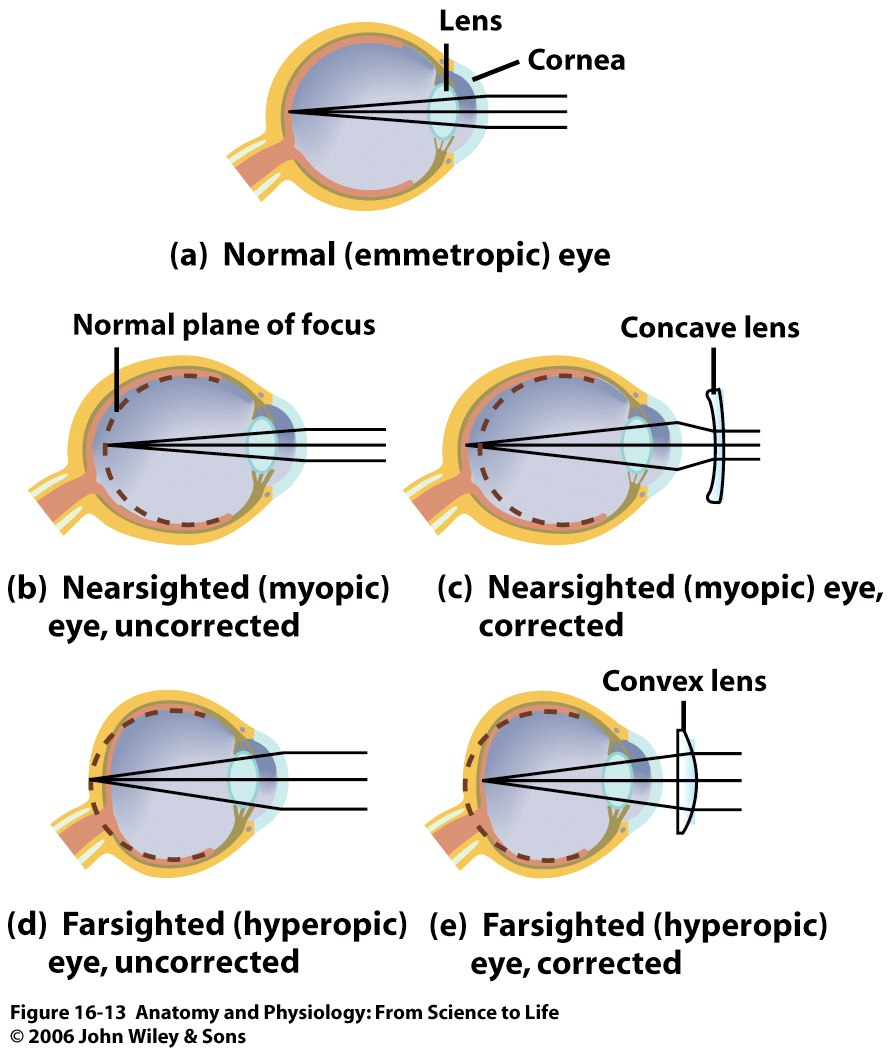 Lens
Cornea
(a) Normal (emmetropic) eye
Normal plane of focus
Concave lens
(b) Nearsighted (myopic)
eye, uncorrected
(c) Nearsighted (myopic) eye,
corrected
Convex lens
(d) Farsighted (hyperopic)
eye, uncorrected
(e) Farsighted (hyperopic)
eye, corrected
Figure 16-13 Anatomy and Physiology: From Science to Life
© 2006 John Wiley & Sons